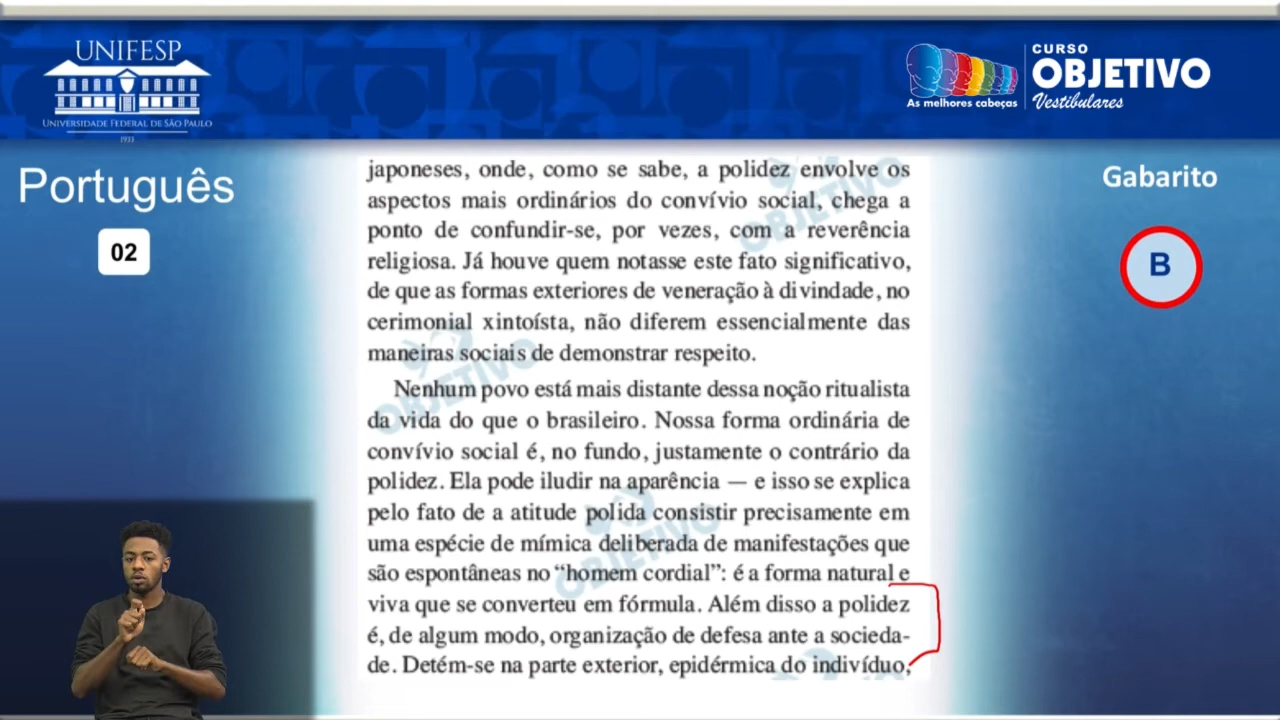 UNIFESP
UNIVERSIDADE FEDERAL DE SÃO PAULO
1933
As melhores cabeças
CURSO
OBJETIVO
Vestibulares
Português
02
Gabarito
B
japoneses, onde, como se sabe, a polidez envolve os
aspectos mais ordinários do convívio social, chega a
ponto de confundir-se, por vezes, com a reverência
religiosa. Já houve quem notasse este fato significativo,
de que as formas exteriores de veneração à divindade, no
cerimonial xintoísta, não diferem essencialmente das
maneiras sociais de demonstrar respeito.
Nenhum povo está mais distante dessa noção ritualista
da vida do que o brasileiro. Nossa forma ordinária de
convívio social é, no fundo, justamente o contrário da
polidez. Ela pode iludir na aparência — e isso se explica
pelo fato de a atitude polida consistir precisamente em
uma espécie de mímica deliberada de manifestações que
são espontâneas no “homem cordial”: é a forma natural e
viva que se converteu em fórmula. Além disso a polidez
é, de algum modo, organização de defesa ante a socieda-
de. Detém-se na parte exterior, epidérmica do indivíduo,
OBJETIVO
OBJETIVO
OBJETIVO